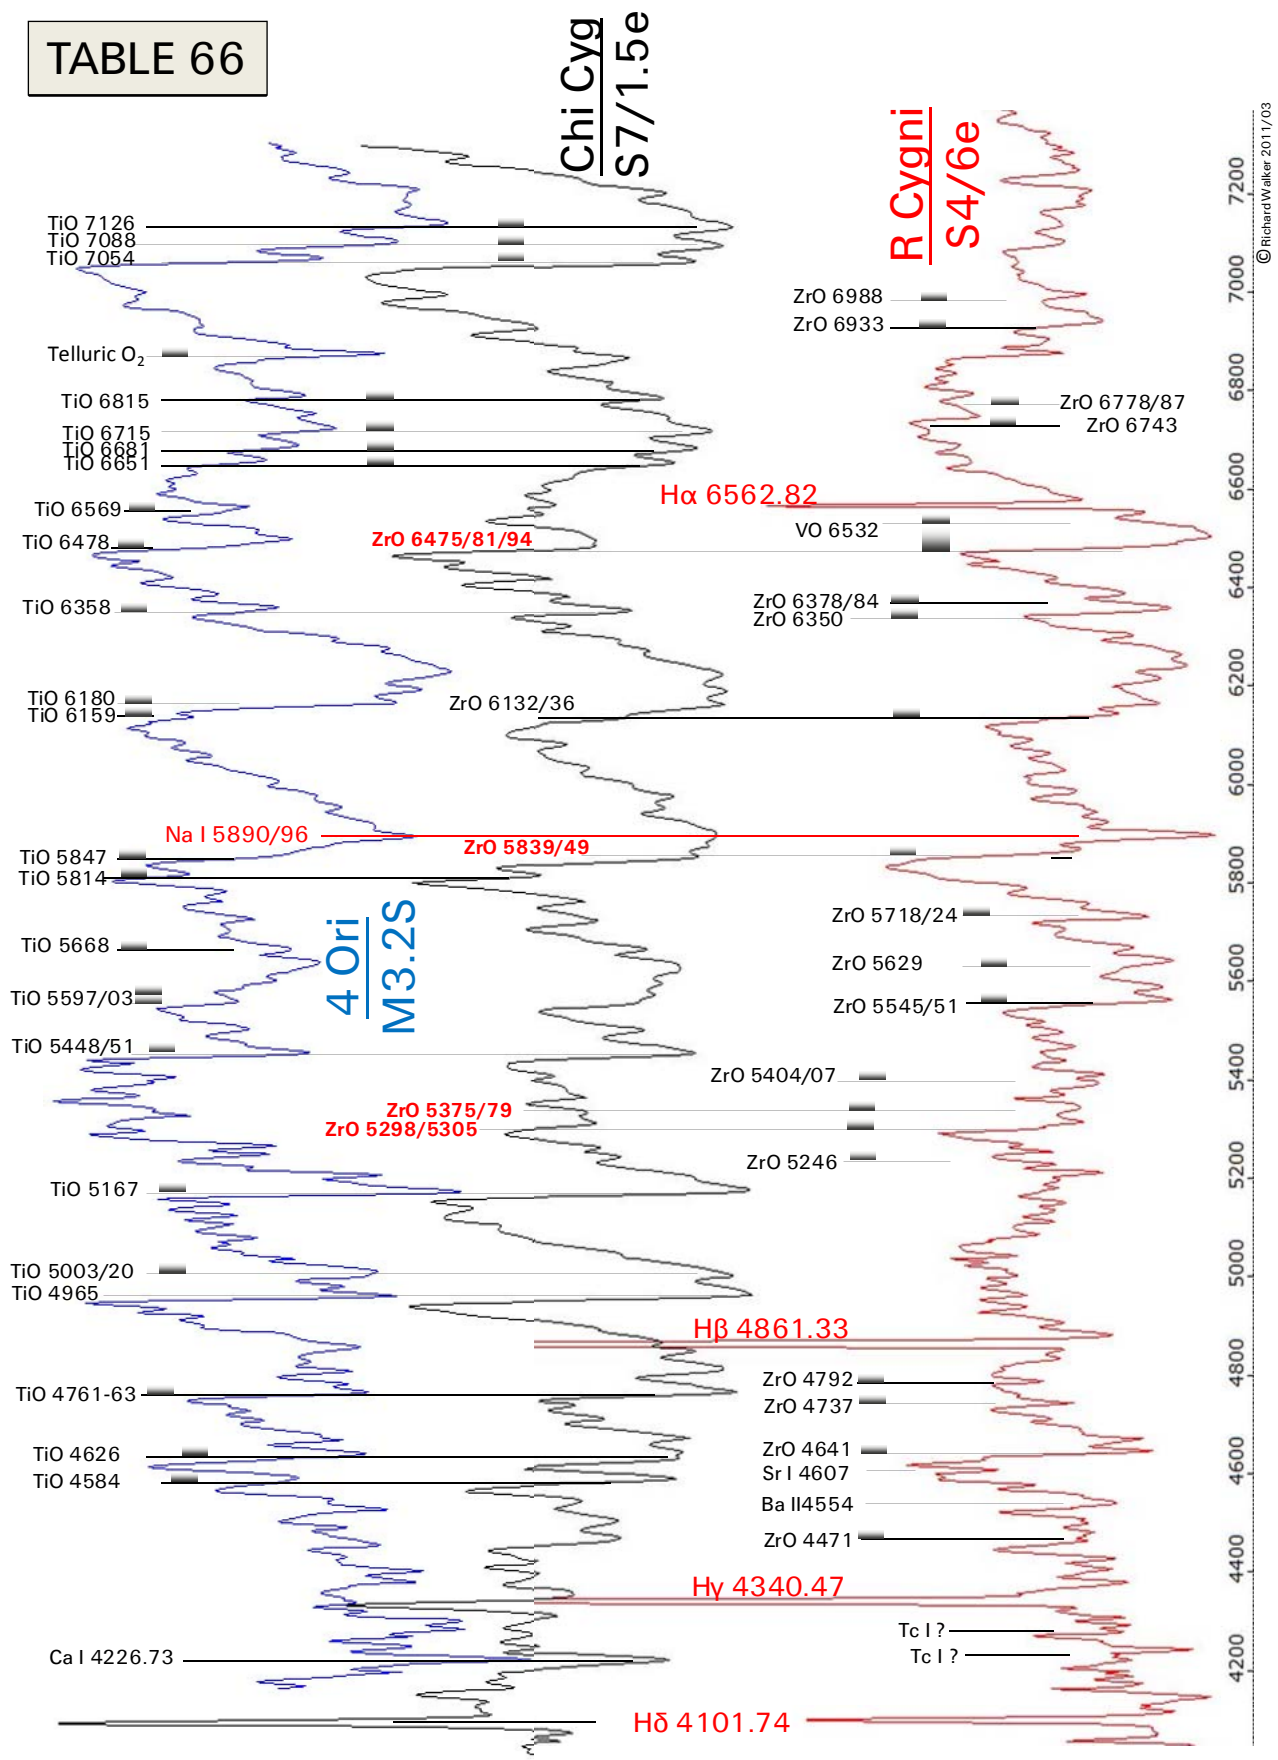 TABLE 66
Chi Cyg
S7/1.5e
R Cygni
S4/6e
4 Ori
M3.2S
© Richard Walker 2011/03
TiO 7126
TiO 7088
TiO 7054
Telluric O2
TiO 6815
TiO 6715
TiO 6681
TiO 6651
TiO 6569
TiO 6478
TiO 6358
TiO 6180
TiO 6159
Na I 5890/96
TiO 5847
TiO 5814
TiO 5668
TiO 5597/03
TiO 5448/51
TiO 5167
TiO 5003/20
TiO 4965
TiO 4761-63
TiO 4626
TiO 4584
Ca I 4226.73
ZrO 6475/81/94
ZrO 6132/36
ZrO 5839/49
ZrO 5375/79
ZrO 5298/5305
ZrO 6988
ZrO 6933
ZrO 6778/87
ZrO 6743
Hα 6562.82
VO 6532
ZrO 6378/84
ZrO 6350
ZrO 5718/24
ZrO 5629
ZrO 5545/51
ZrO 5404/07
ZrO 5246
Hβ 4861.33
ZrO 4792
ZrO 4737
ZrO 4641
Sr I 4607
Ba II4554
ZrO 4471
Hγ 4340.47
Tc I ?
Tc I ?
Hδ 4101.74
7200
7000
6800
6600
6400
6200
6000
5800
5600
5400
5200
5000
4800
4600
4400
4200